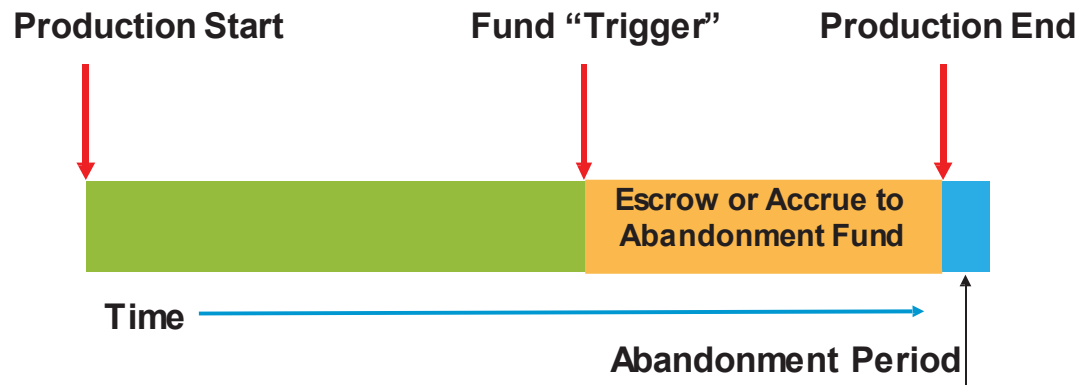 Production Start
Fund “Trigger”
Production End
Escrow or Accrue to
Abandonment Fund
Time
Abandonment Period